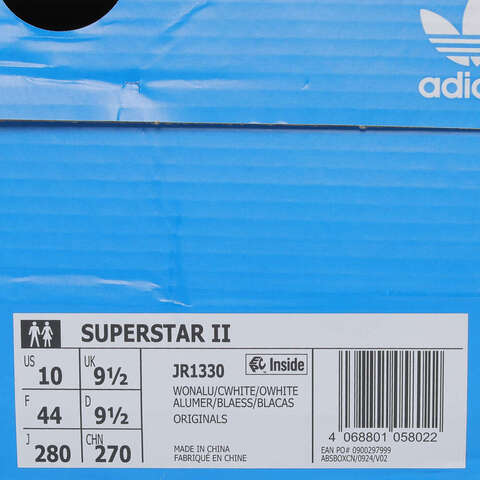 adidas
SUPERSTAR II
US 10 UK 9½
F 44 D 9½
J 280 CHN 270
JR1330 Inside
WONALU/CWHITE/OWHITE
ALUMER/BLAESS/BLACAS
ORIGINALS
MADE IN CHINA
FABRIQUÉ EN CHINE
4 068801 058022
EAN PO# 0900297999
ABSBOXCN/0924/V02